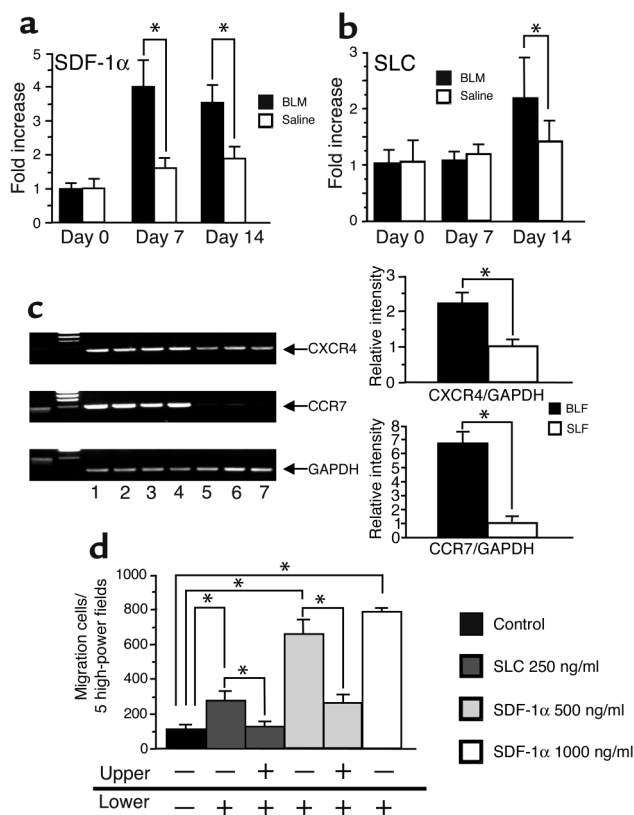 a
SDF-1α
Fold increase
5
4
3
2
1
0
*
*
BLM
Saline
Day 0
Day 7
Day 14
b
SLC
Fold increase
4
3
2
1
0
*
BLM
Saline
Day 0
Day 7
Day 14
c
CXCR4
CCR7
GAPDH
1 2 3 4 5 6 7
Relative intensity
3
2
1
0
*
CXCR4/GAPDH
BLF
SLF
Relative intensity
8
7
6
5
4
3
2
1
0
*
CCR7/GAPDH
d
Migration cells/
5 high-power fields
1000
800
600
400
200
0
*
*
*
*
*
Control
SLC 250 ng/ml
SDF-1α 500 ng/ml
SDF-1α 1000 ng/ml
Upper — — + — + —
Lower — + + + + +